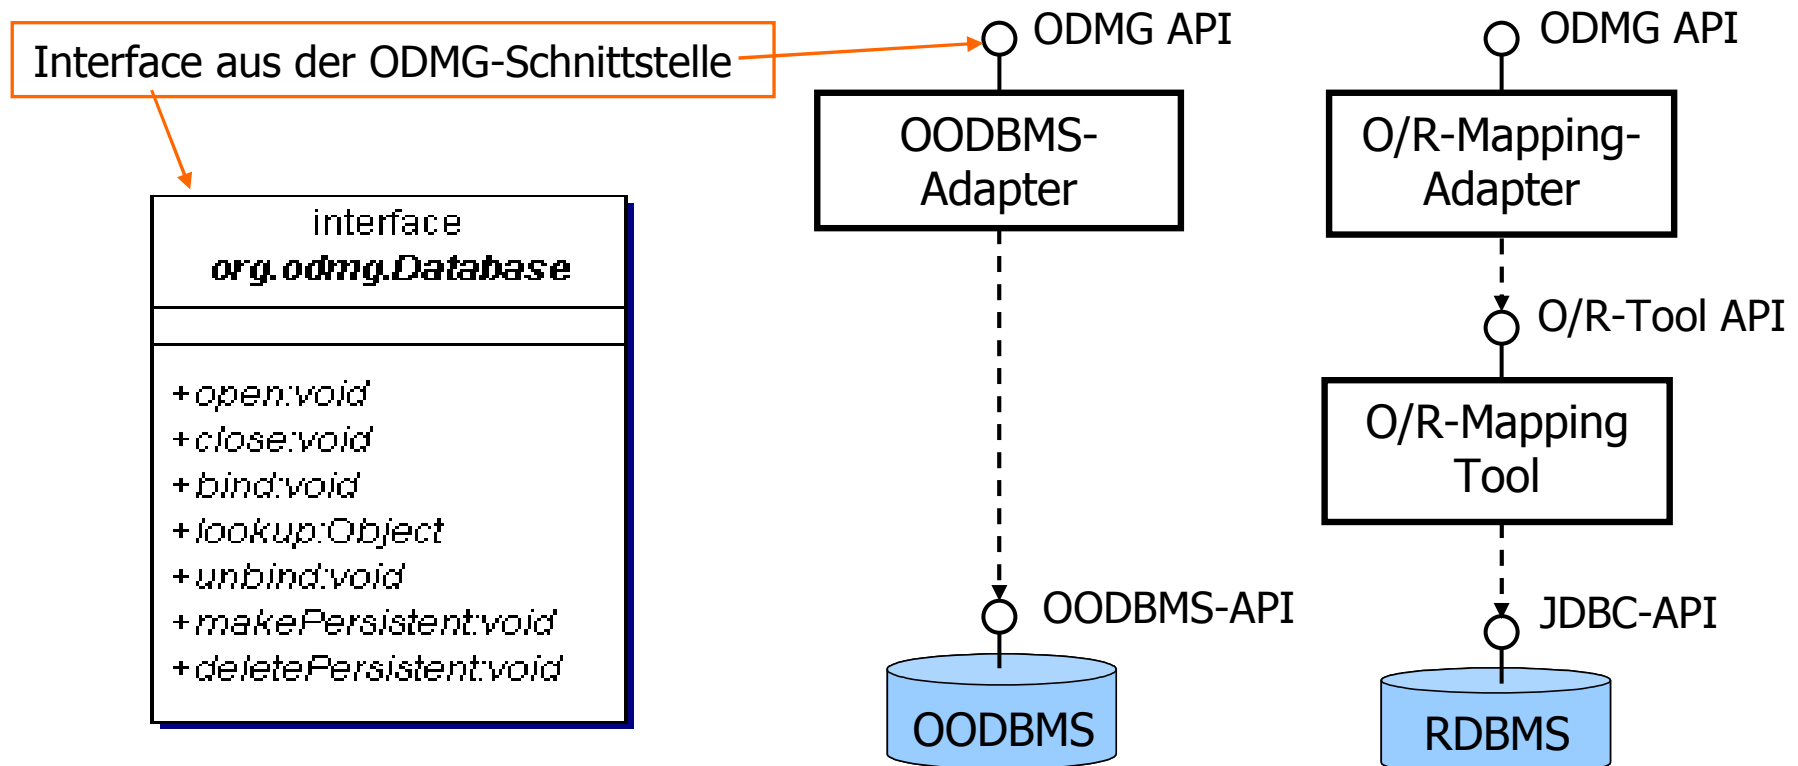 Interface aus der ODMG-Schnittstelle
interface
org.odmg.Database
+open:void
+close:void
+bind:void
+lookup:Object
+unbind:void
+makePersistent:void
+deletePersistent:void
ODMG API
OODBMS-
Adapter
OODBMS-API
OODBMS
ODMG API
O/R-Mapping-
Adapter
O/R-Tool API
O/R-Mapping
Tool
JDBC-API
RDBMS